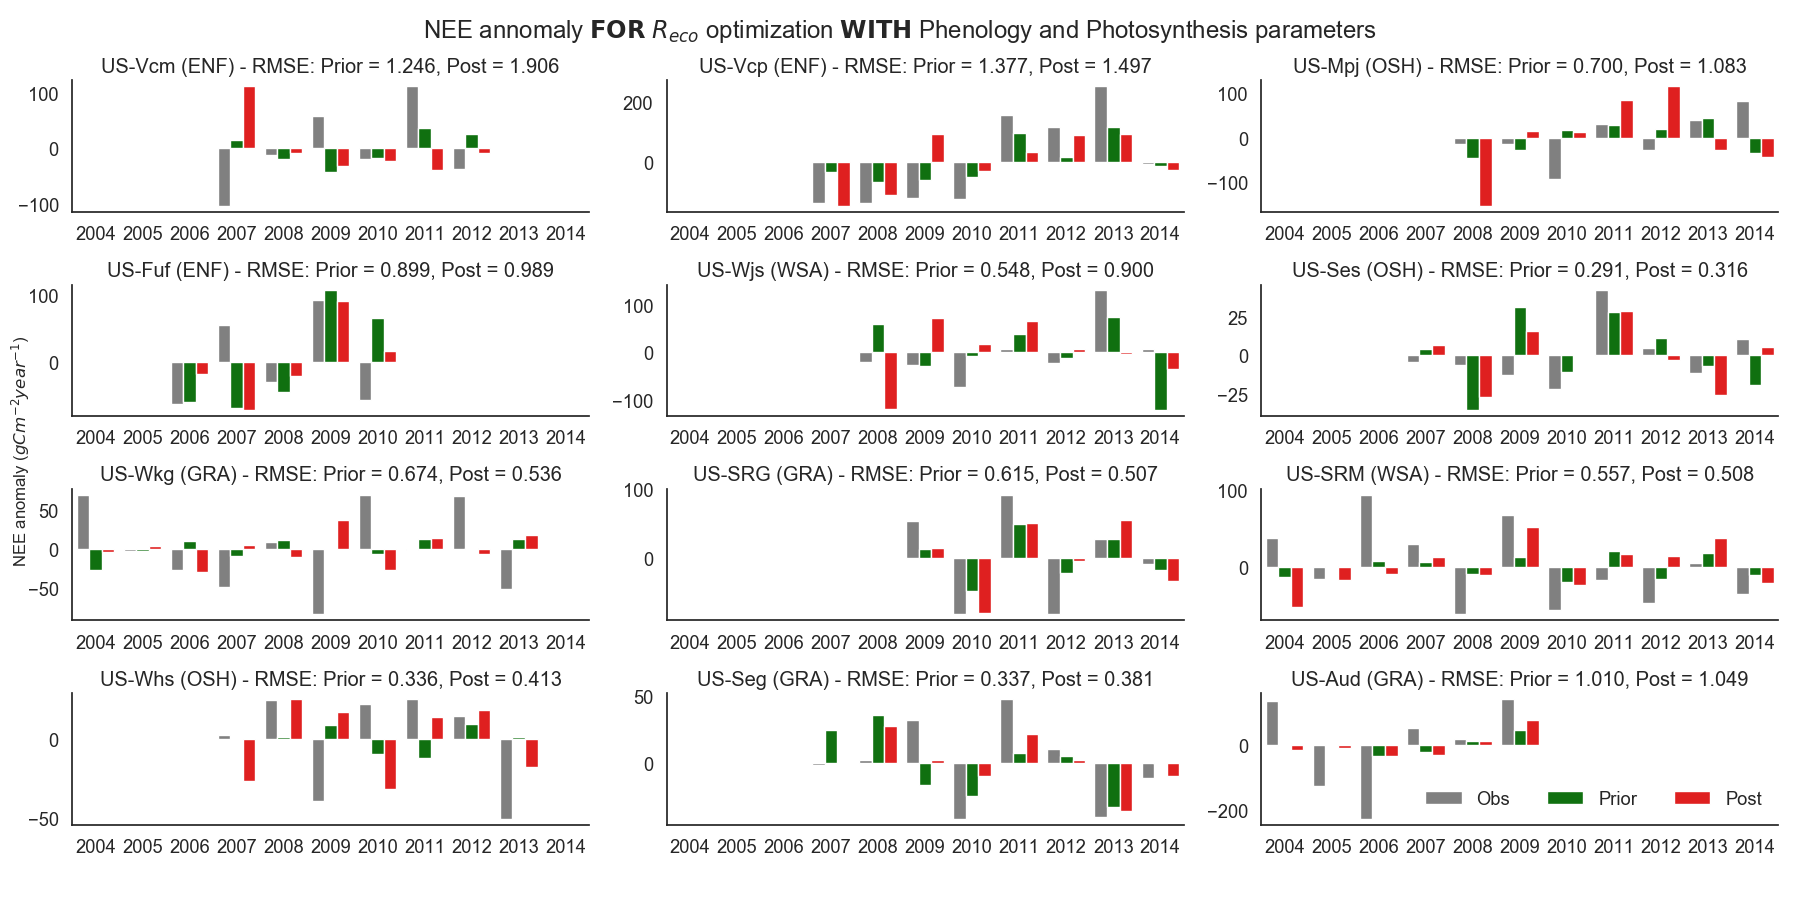 NEE annomaly FOR R_eco optimization WITH Phenology and Photosynthesis parameters
US-Vcm (ENF) - RMSE: Prior = 1.246, Post = 1.906
100
0
−100
2004 2005 2006 2007 2008 2009 2010 2011 2012 2013 2014
US-Vcp (ENF) - RMSE: Prior = 1.377, Post = 1.497
200
0
2004 2005 2006 2007 2008 2009 2010 2011 2012 2013 2014
US-Mpj (OSH) - RMSE: Prior = 0.700, Post = 1.083
100
0
−100
2004 2005 2006 2007 2008 2009 2010 2011 2012 2013 2014
NEE anomaly (gCm⁻²year⁻¹)
US-Fuf (ENF) - RMSE: Prior = 0.899, Post = 0.989
100
0
2004 2005 2006 2007 2008 2009 2010 2011 2012 2013 2014
US-Wjs (WSA) - RMSE: Prior = 0.548, Post = 0.900
100
0
−100
2004 2005 2006 2007 2008 2009 2010 2011 2012 2013 2014
US-Ses (OSH) - RMSE: Prior = 0.291, Post = 0.316
25
0
−25
2004 2005 2006 2007 2008 2009 2010 2011 2012 2013 2014
US-Wkg (GRA) - RMSE: Prior = 0.674, Post = 0.536
50
0
−50
2004 2005 2006 2007 2008 2009 2010 2011 2012 2013 2014
US-SRG (GRA) - RMSE: Prior = 0.615, Post = 0.507
100
0
2004 2005 2006 2007 2008 2009 2010 2011 2012 2013 2014
US-SRM (WSA) - RMSE: Prior = 0.557, Post = 0.508
100
0
2004 2005 2006 2007 2008 2009 2010 2011 2012 2013 2014
US-Whs (OSH) - RMSE: Prior = 0.336, Post = 0.413
0
−50
2004 2005 2006 2007 2008 2009 2010 2011 2012 2013 2014
US-Seg (GRA) - RMSE: Prior = 0.337, Post = 0.381
50
0
2004 2005 2006 2007 2008 2009 2010 2011 2012 2013 2014
US-Aud (GRA) - RMSE: Prior = 1.010, Post = 1.049
0
−200
Obs Prior Post
2004 2005 2006 2007 2008 2009 2010 2011 2012 2013 2014